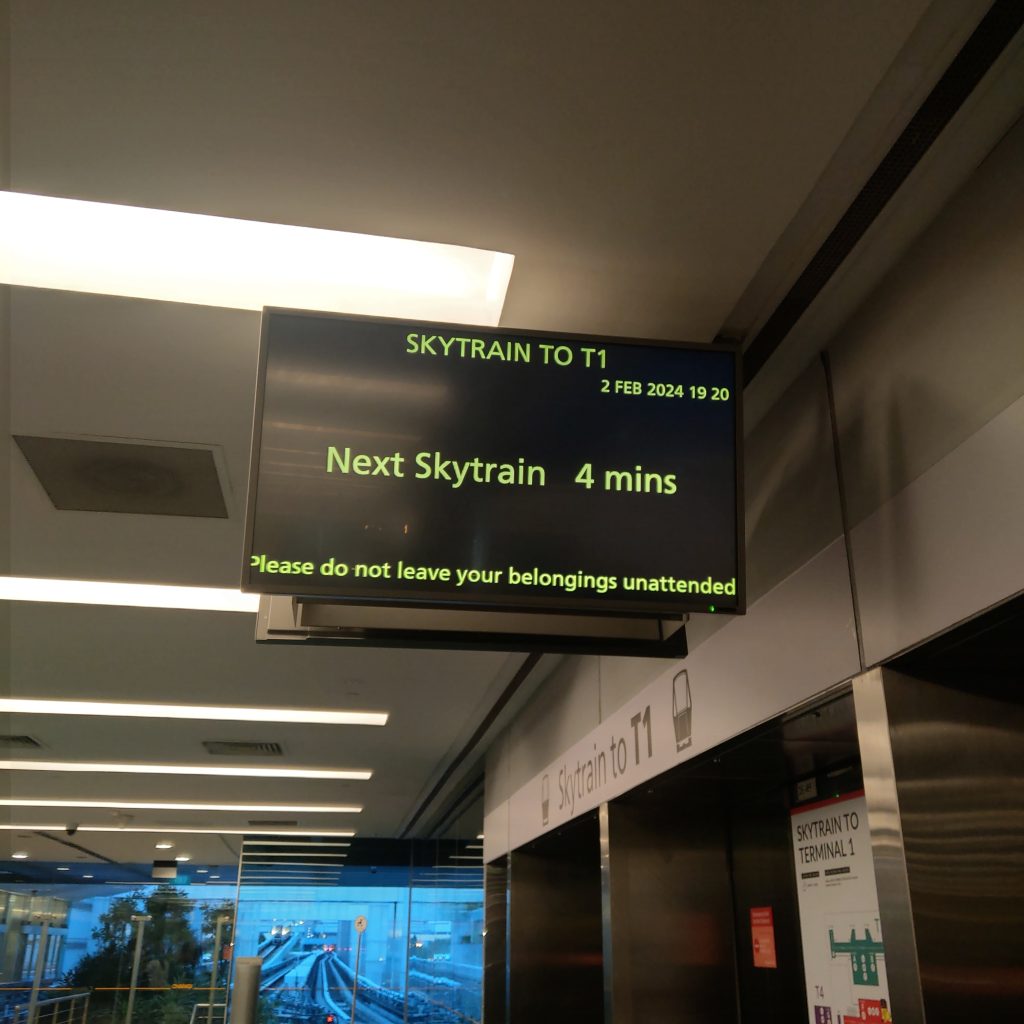 SKYTRAIN TO T1
2 FEB 2024 19 20
Next Skytrain 4 mins
Please do not leave your belongings unattended
Skytrain to T1
SKYTRAIN TO
TERMINAL 1
T4